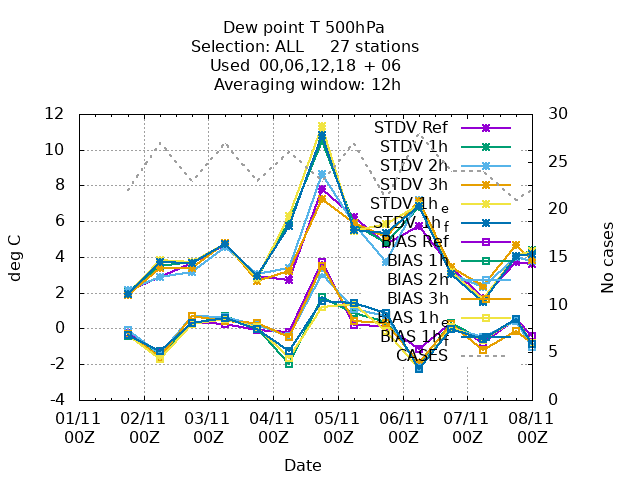 Dew point T 500hPa
Selection: ALL 27 stations
Used 00,06,12,18 + 06
Averaging window: 12h
12
10
8
6
4
2
0
-2
-4
deg C
30
25
20
15
10
5
0
No cases
STDV Ref
STDV 1h
STDV 2h
STDV 3h
STDV 1h e
STDV 1h f
BIAS Ref
BIAS 1h
BIAS 2h
BIAS 3h
BIAS 1h e
BIAS 1h f
CASES
01/11 02/11 03/11 04/11 05/11 06/11 07/11 08/11
00Z 00Z 00Z 00Z 00Z 00Z 00Z 00Z
Date